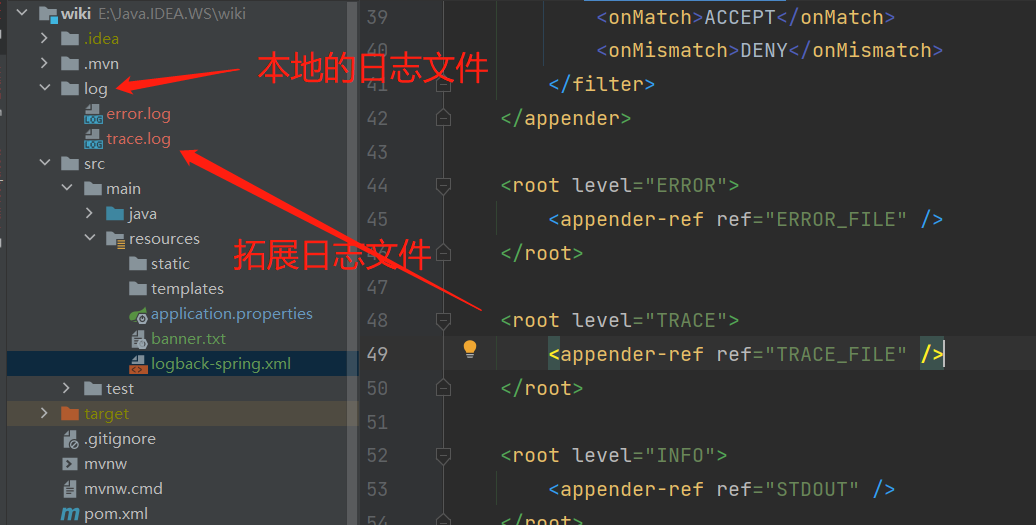 wiki E:\Java.IDEA.WS\wiki
.idea
.mvn
log
error.log
trace.log
src
main
java
resources
static
templates
application.properties
banner.txt
logback-spring.xml
test
target
.gitignore
mvnw
mvnw.cmd
pom.xml
本地的日志文件
拓展日志文件
39 <onMatch>ACCEPT</onMatch>
40 <onMismatch>DENY</onMismatch>
41 </filter>
42 </appender>
43
44 <root level="ERROR">
45 <appender-ref ref="ERROR_FILE" />
46 </root>
47
48 <root level="TRACE">
49 <appender-ref ref="TRACE_FILE" />
50 </root>
51
52 <root level="INFO">
53 <appender-ref ref="STDOUT" />
54 </root>